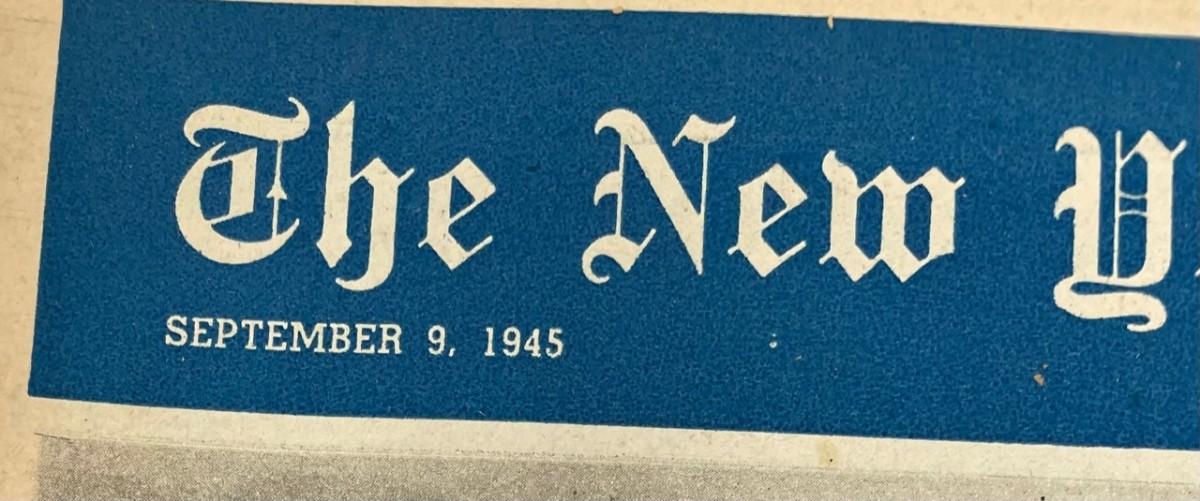 The New Y
SEPTEMBER 9, 1945